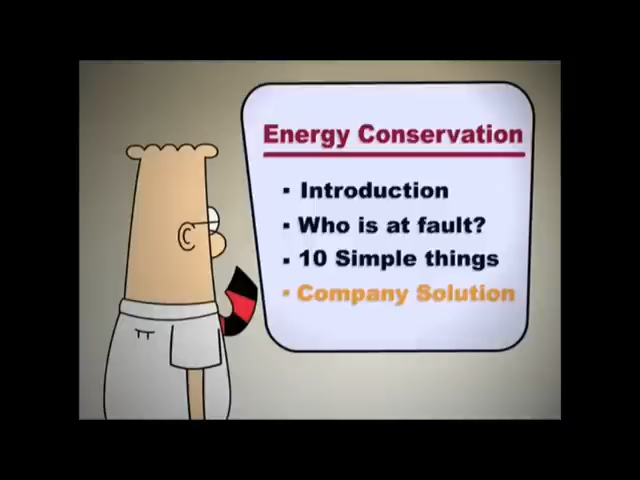 Energy Conservation
▪ Introduction
▪ Who is at fault?
▪ 10 Simple things
▪ Company Solution